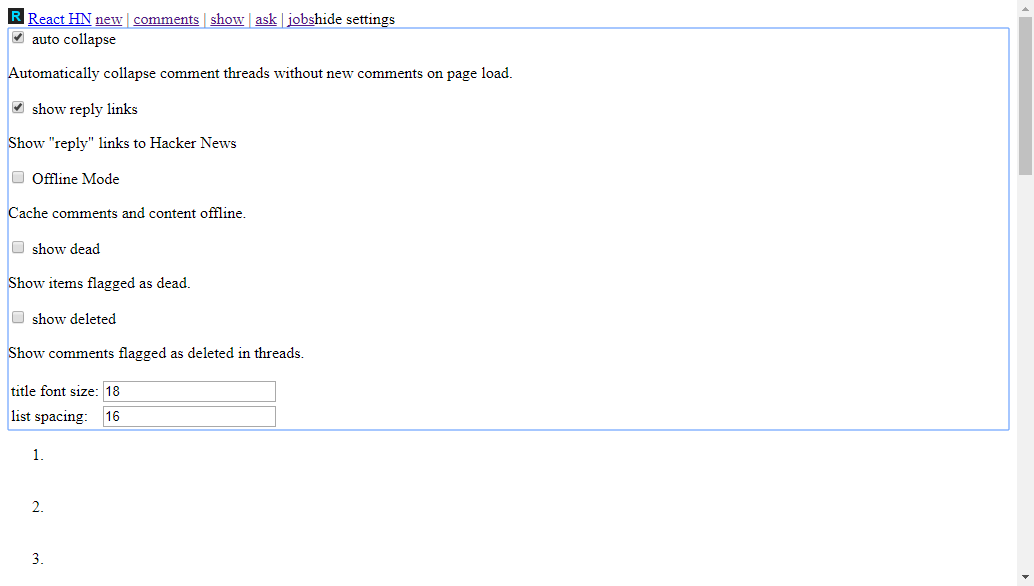 R React HN new | comments | show | ask | jobshide settings
auto collapse
Automatically collapse comment threads without new comments on page load.
show reply links
Show "reply" links to Hacker News
Offline Mode
Cache comments and content offline.
show dead
Show items flagged as dead.
show deleted
Show comments flagged as deleted in threads.
title font size: 18
list spacing: 16
1.
2.
3.